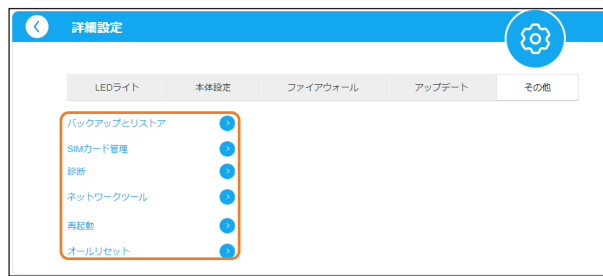 詳細設定
LEDライト 本体設定 ファイアウォール アップデート その他
バックアップとリストア
SIMカード管理
診断
ネットワークツール
再起動
オールリセット